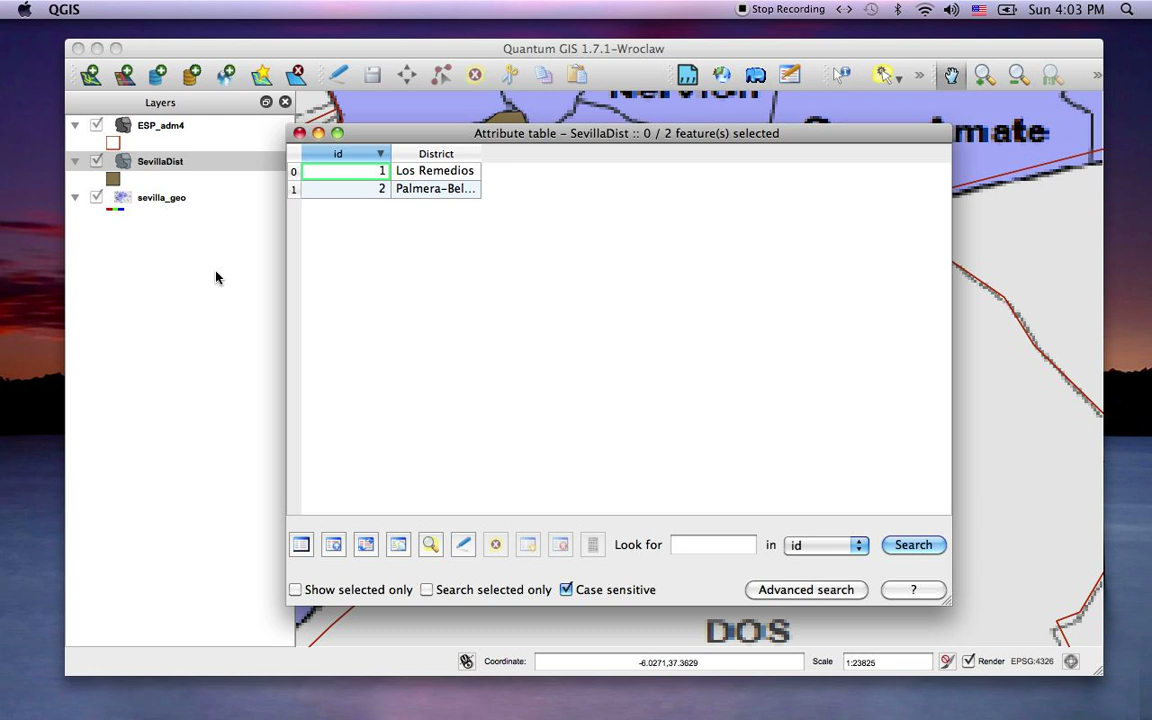 QGIS Stop Recording Sun 4:03 PM
Quantum GIS 1.7.1-Wroclaw
Layers
ESP_adm4
SevillaDist
sevilla_geo
Attribute table – SevillaDist :: 0 / 2 feature(s) selected
id District
0 1 Los Remedios
1 2 Palmera-Bel...
Look for in id Search
Show selected only Search selected only Case sensitive Advanced search ?
DOS
Coordinate: -6.0271,37.3629 Scale 1:23825 Render EPSG:4326